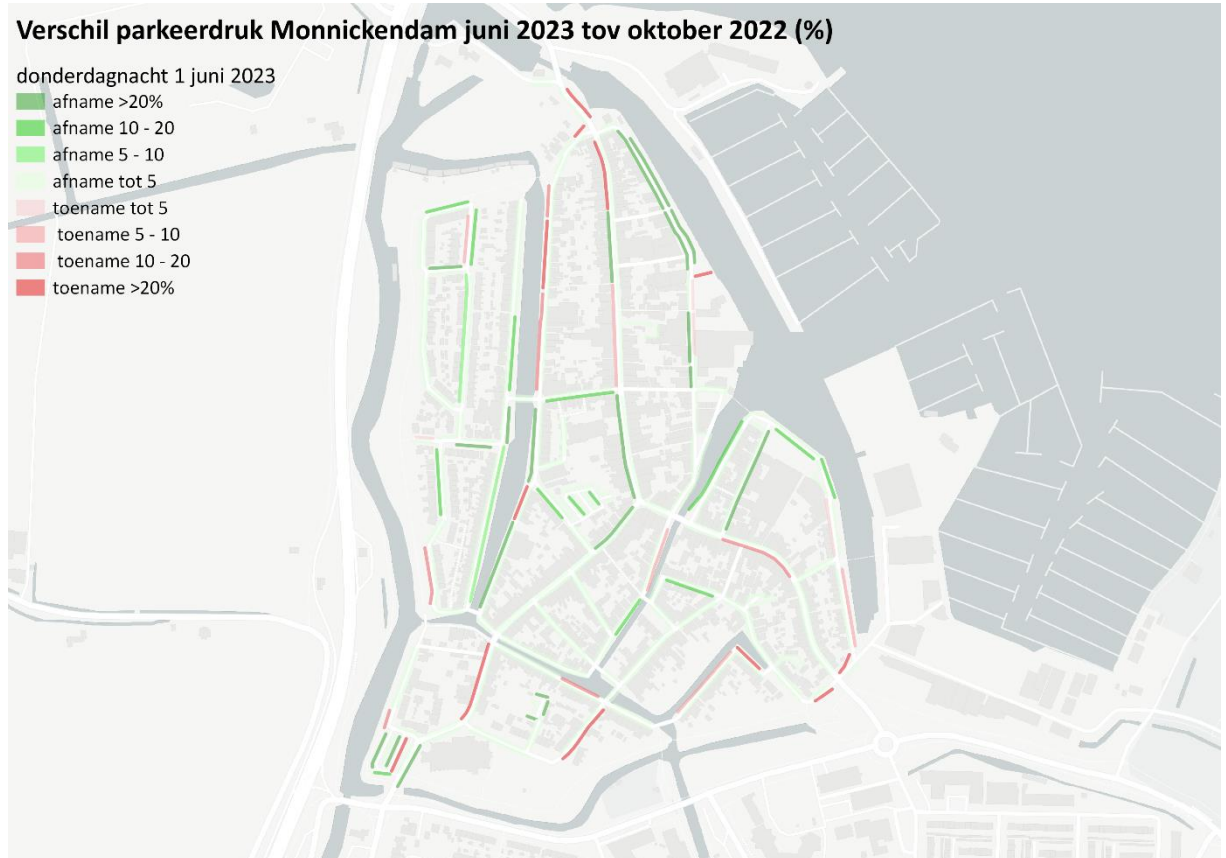 Verschil parkeerdruk Monnickendam juni 2023 tov oktober 2022 (%)
donderdagnacht 1 juni 2023
afname >20%
afname 10 - 20
afname 5 - 10
afname tot 5
toename tot 5
toename 5 - 10
toename 10 - 20
toename >20%